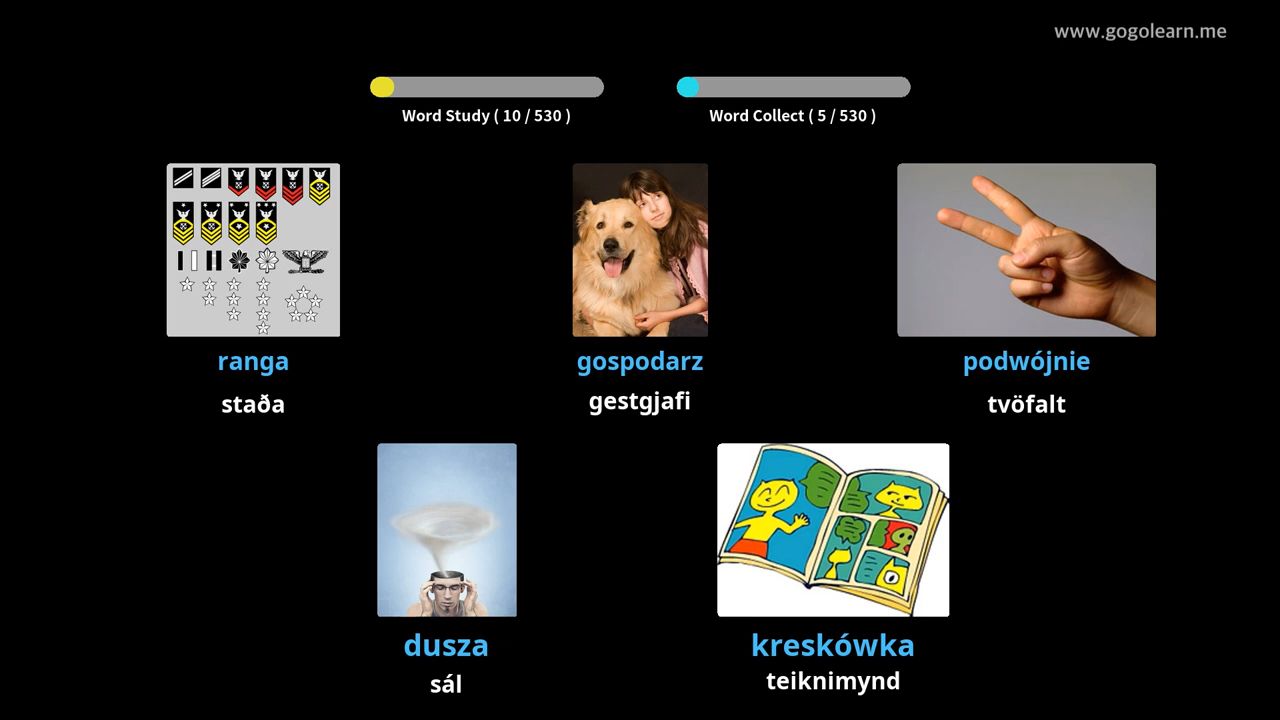 www.gogolearn.me
Word Study ( 10 / 530 )
Word Collect ( 5 / 530 )
ranga
staða
gospodarz
gestgjafi
podwójnie
tvöfalt
dusza
sál
kreskówka
teiknimynd